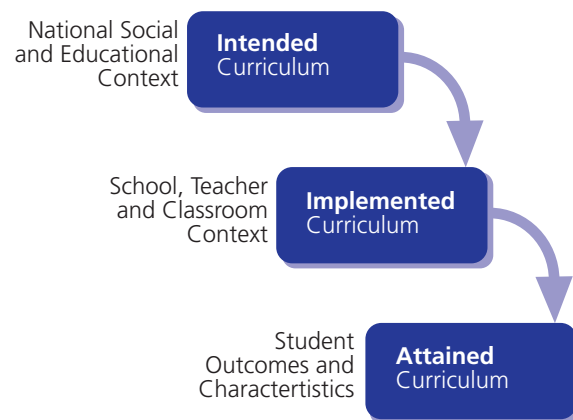 National Social
and Educational
Context
Intended
Curriculum
School, Teacher
and Classroom
Context
Implemented
Curriculum
Student
Outcomes and
Charactertistics
Attained
Curriculum